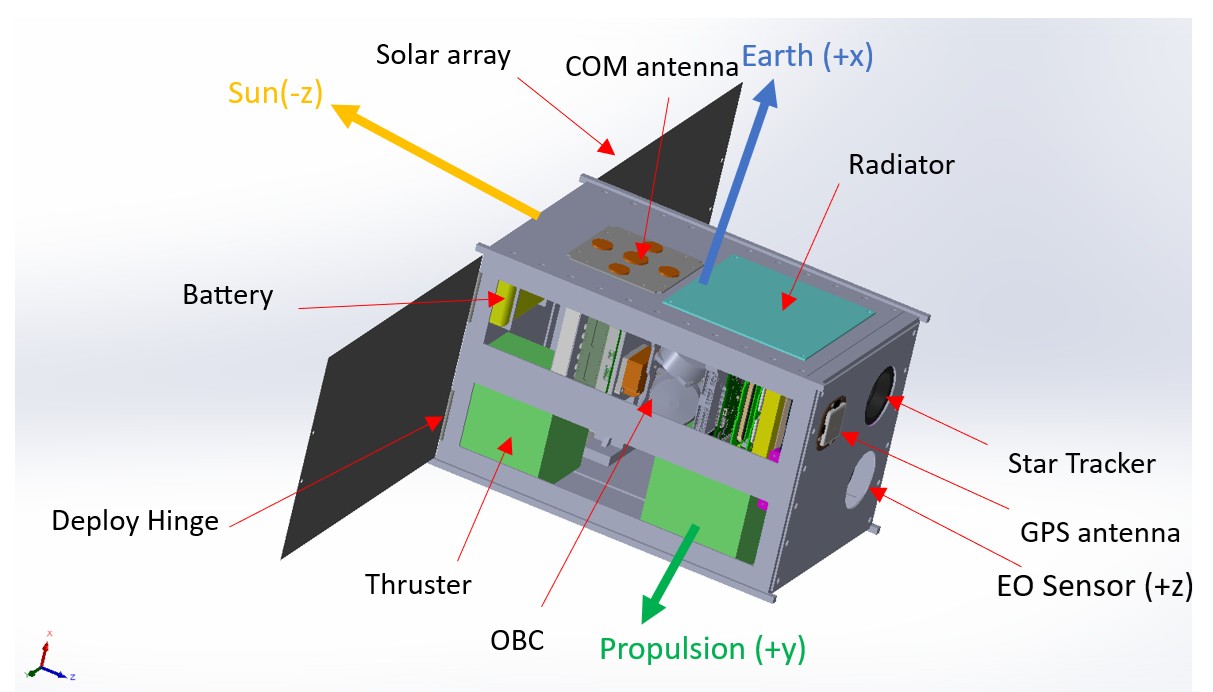 Solar array
COM antenna
Earth (+x)
Sun(-z)
Radiator
Battery
Star Tracker
Deploy Hinge
GPS antenna
Thruster
EO Sensor (+z)
OBC
Propulsion (+y)
X
Y
Z